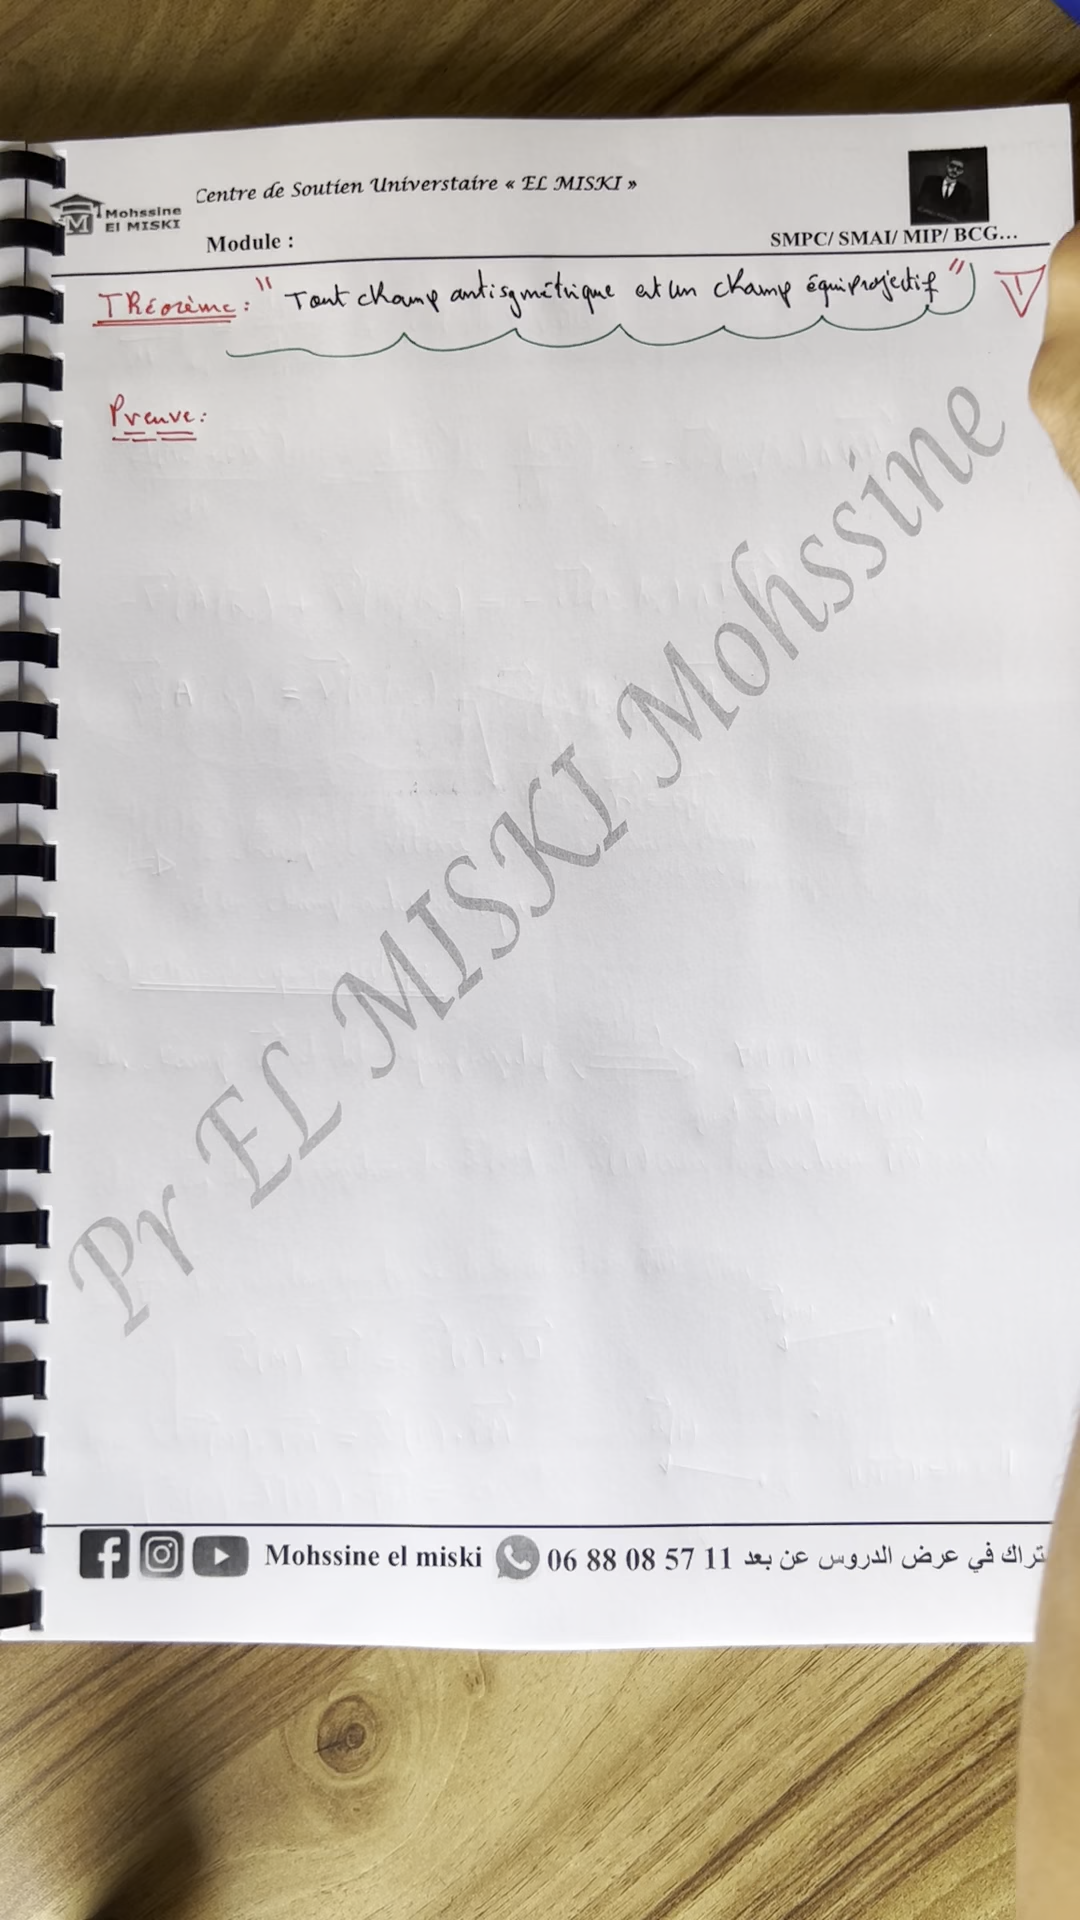 Centre de Soutien Universtaire « EL MISKI »
Mohssine
El MISKI
M
Module :
SMPC/ SMAI/ MIP/ BCG...
Théorème : " Tout champ antisymétrique est un champ équiprojectif "
Preuve :
Pr EL MISKI Mohssine
Mohssine el miski 06 88 08 57 11 تراك في عرض الدروس عن بعد